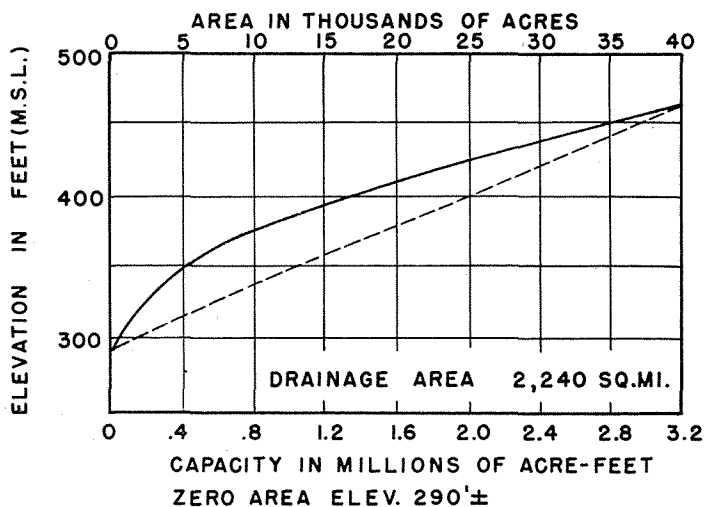 AREA IN THOUSANDS OF ACRES
0 5 10 15 20 25 30 35 40
500
400
300
ELEVATION IN FEET (M.S.L.)
DRAINAGE AREA 2,240 SQ.MI.
0 .4 .8 1.2 1.6 2.0 2.4 2.8 3.2
CAPACITY IN MILLIONS OF ACRE-FEET
ZERO AREA ELEV. 290'±